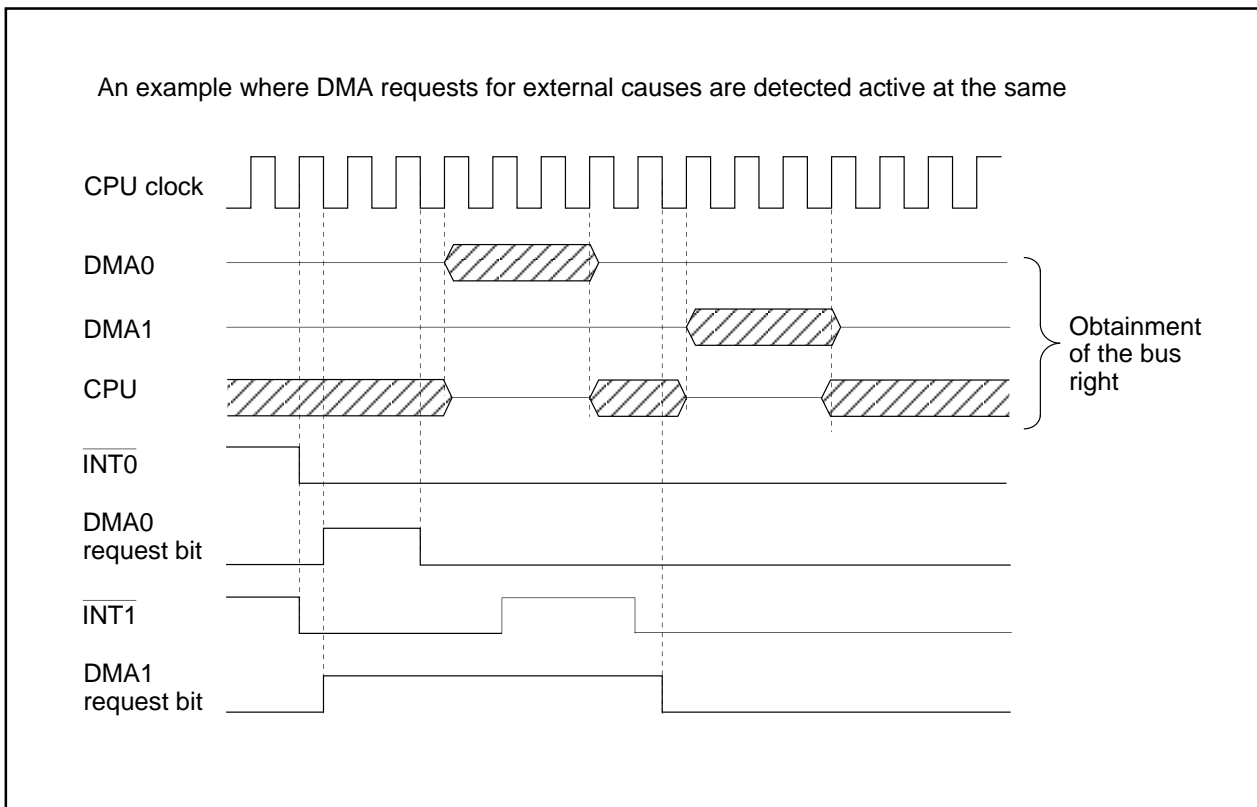 An example where DMA requests for external causes are detected active at the same
CPU clock
DMA0
DMA1
CPU
Obtainment
of the bus
right
INT0
DMA0
request bit
INT1
DMA1
request bit